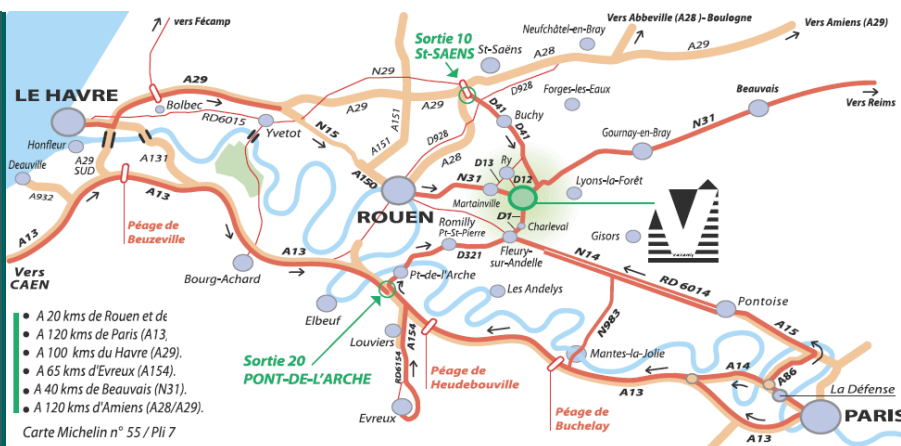 vers Fécamp
Neufchâtel-en-Bray
Vers Abbeville (A28) - Boulogne
Vers Amiens (A29)
Sortie 10
St-SAENS
St-Saëns
A28
A29
A29
N29
D928
LE HAVRE
Bolbec
RD6015
Yvetot
N15
A29
A151
A151
A29
D41
Buchy
D41
Forges-les-Eaux
Beauvais
Vers Reims
Gournay-en-Bray
N31
Honfleur
Deauville
A29
SUD
A131
D928
A28
D13
Ry
D12
Lyons-la-Forêt
A932
A13
A150
N31
Martainville
ROUEN
D1
Charleval
Gisors
Péage de
Beuzeville
A13
Vers
CAEN
Bourg-Achard
A13
Romilly
Pt-St-Pierre
D321
Fleury-
sur-Andelle
N14
RD 6014
Pontoise
Pt-de-l'Arche
Les Andelys
Elbeuf
N983
A15
A 20 kms de Rouen et de
A 120 kms de Paris (A13,
A 100 kms du Havre (A29).
A 65 kms d'Evreux (A154).
A 40 kms de Beauvais (N31).
A 120 kms d'Amiens (A28/A29).
Carte Michelin n° 55 / Pli 7
Louviers
A154
RD6154
Sortie 20
PONT-DE-L'ARCHE
Péage de
Heudebouville
Evreux
Mantes-la-Jolie
Péage de
Buchelay
A13
A14
A86
La Défense
PARIS
A13